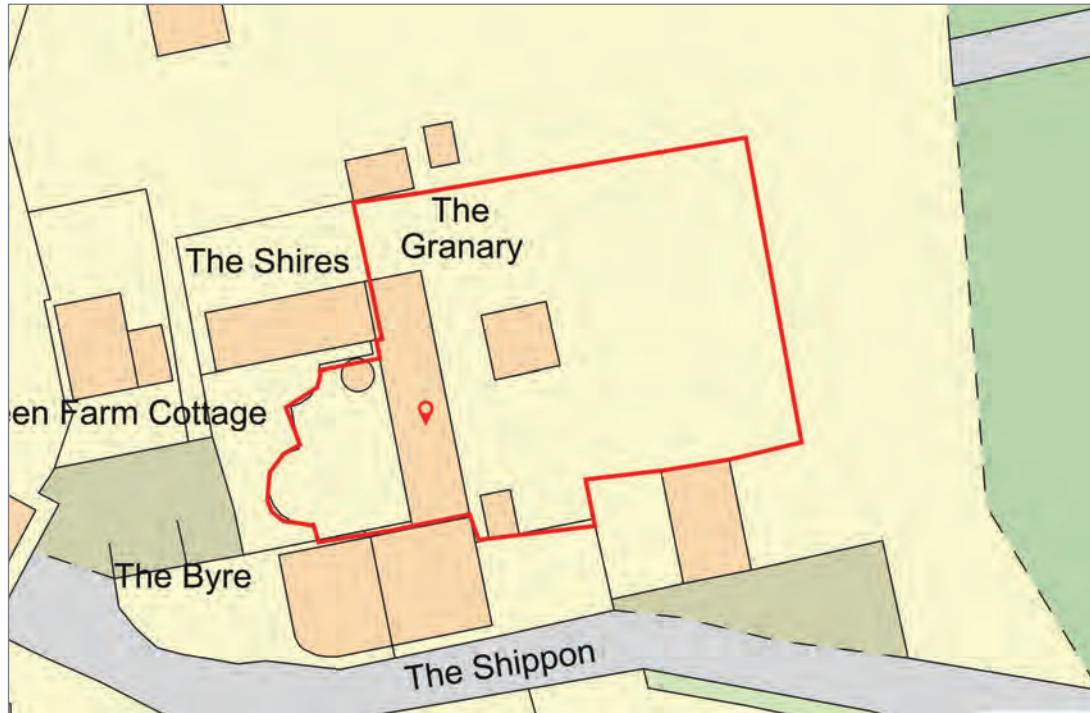 The
Granary
The Shires
een Farm Cottage
The Byre
The Shippon